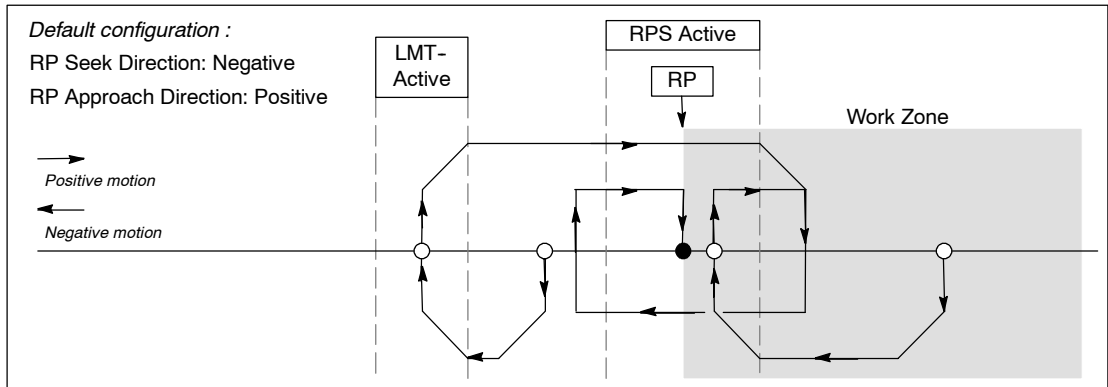 Default configuration :
RP Seek Direction: Negative
RP Approach Direction: Positive
LMT-
Active
RPS Active
RP
Work Zone
Positive motion
Negative motion